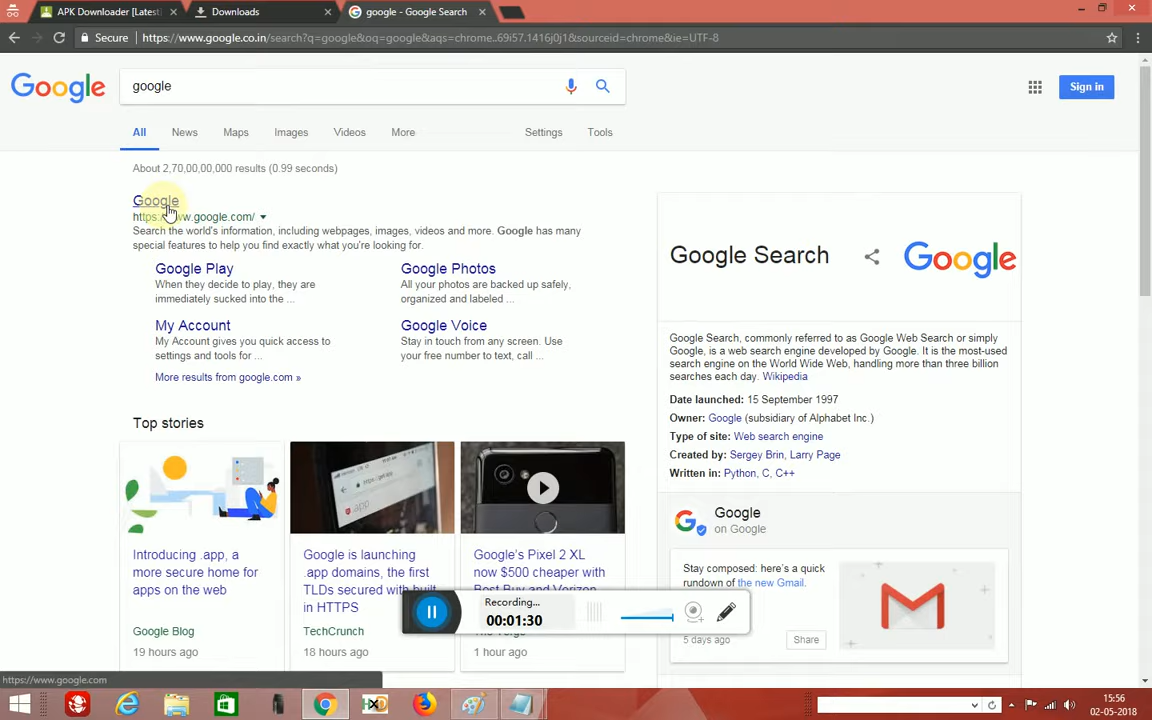 APK Downloader [Latest
Downloads
google - Google Search
Secure
https://www.google.co.in/search?q=google&oq=google&aqs=chrome..69i57.1416j0j1&sourceid=chrome&ie=UTF-8
Google
google
Sign in
All
News
Maps
Images
Videos
More
Settings
Tools
About 2,70,00,00,000 results (0.99 seconds)
Google
https://www.google.com/
Search the world's information, including webpages, images, videos and more. Google has many
special features to help you find exactly what you're looking for.
Google Play
When they decide to play, they are
immediately sucked into the ...
Google Photos
All your photos are backed up safely,
organized and labeled ...
My Account
My Account gives you quick access to
settings and tools for ...
Google Voice
Stay in touch from any screen. Use
your free number to text, call ...
More results from google.com »
Top stories
Introducing .app, a
more secure home for
apps on the web
Google Blog
19 hours ago
.app
Google is launching
.app domains, the first
TLDs secured with built
in HTTPS
TechCrunch
18 hours ago
Google's Pixel 2 XL
now $500 cheaper with
Best Buy and Verizon
The Verge
1 hour ago
Google Search
Google
Google Search, commonly referred to as Google Web Search or simply
Google, is a web search engine developed by Google. It is the most-used
search engine on the World Wide Web, handling more than three billion
searches each day. Wikipedia
Date launched: 15 September 1997
Owner: Google (subsidiary of Alphabet Inc.)
Type of site: Web search engine
Created by: Sergey Brin, Larry Page
Written in: Python, C, C++
Google
on Google
Stay composed: here's a quick
rundown of the new Gmail.
5 days ago
Share
Recording...
00:01:30
https://www.google.com
15:56
02-05-2018